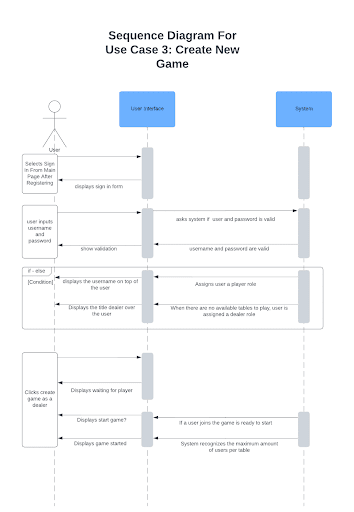 Sequence Diagram For
Use Case 3: Create New
Game
User Interface
System
User
Selects Sign
In From Main
Page After
Registering
displays sign in form
user inputs
username
and
password
asks system if user and password is valid
show validation
username and password are valid
if - else
[Condition]
displays the username on top of
the user
Assigns user a player role
Displays the title dealer over
the user
When there are no available tables to play, user is
assigned a dealer role
Clicks create
game as a
dealer
Displays waiting for player
Displays start game?
If a user joins the game is ready to start
Displays game started
System recognizes the maximum amount
of users per table